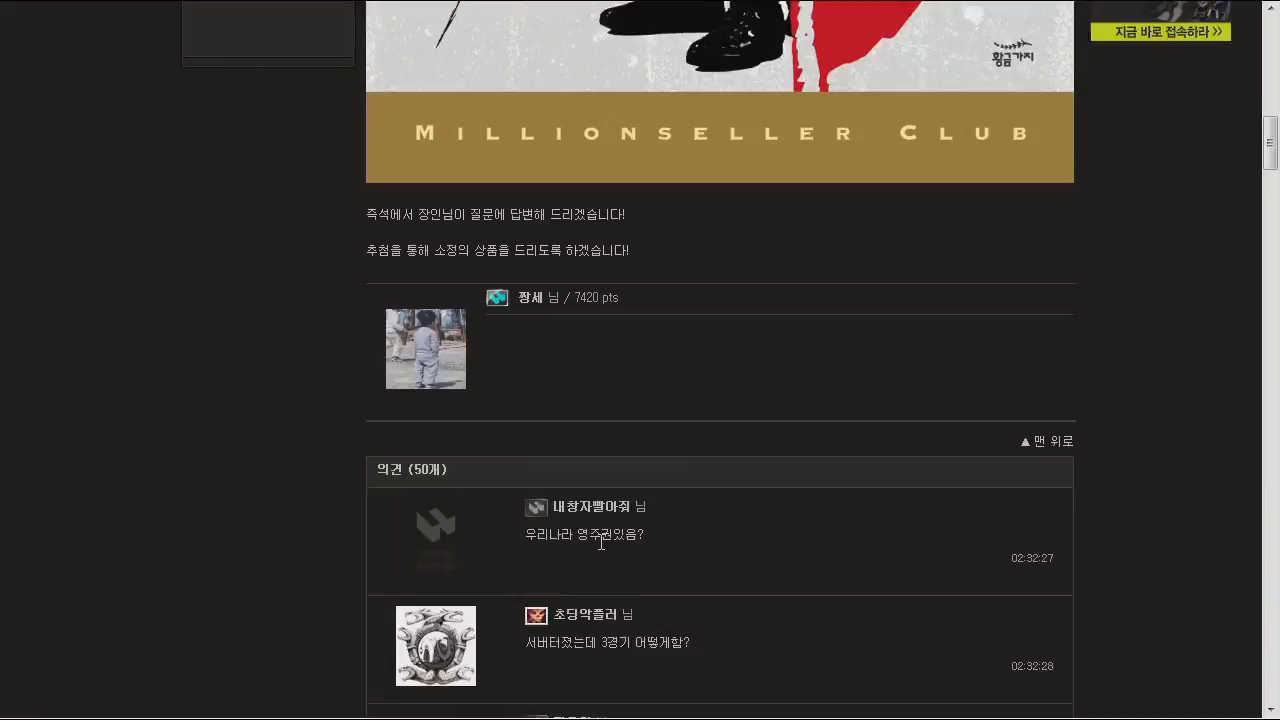 지금 바로 접속하라 >>
황금가지
MILLIONSELLER CLUB
즉석에서 장인님이 질문에 답변해 드리겠습니다!
추첨을 통해 소정의 상품을 드리도록 하겠습니다!
짱세 님 / 7420 pts
▲ 맨 위로
의견 (50개)
내창자빨아줘 님
우리나라 영주권있음?
02:32:27
초딩악플러 님
서버터졌는데 3경기 어떻게함?
02:32:28